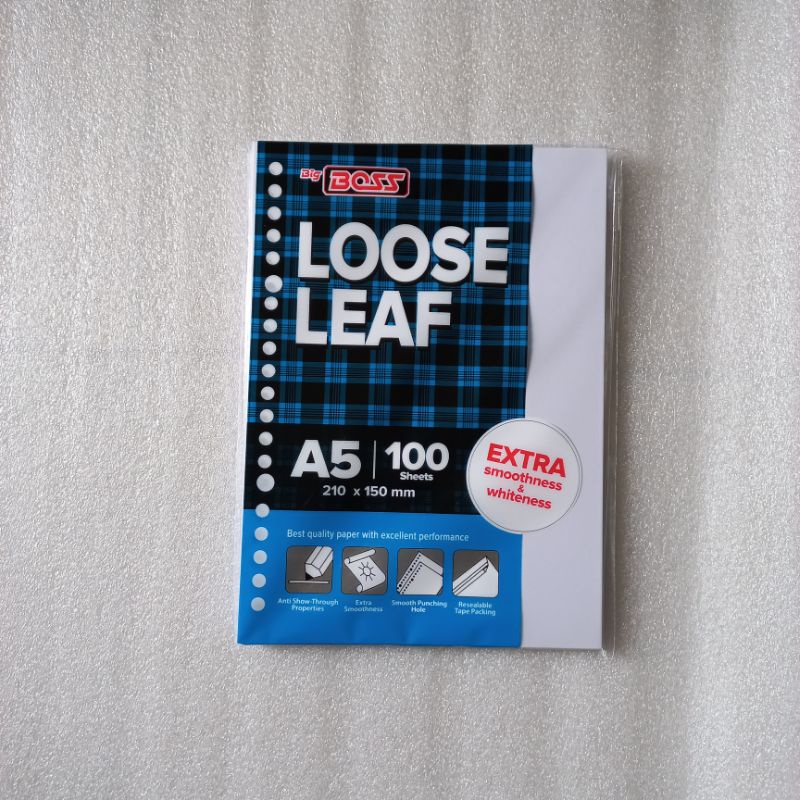 Big BOSS
LOOSE
LEAF
A5 | 100
Sheets
210 x 150 mm
EXTRA
smoothness
&
whiteness
Best quality paper with excellent performance
Anti Show-Through
Properties
Extra
Smoothness
Smooth Punching
Hole
Resealable
Tape Packing